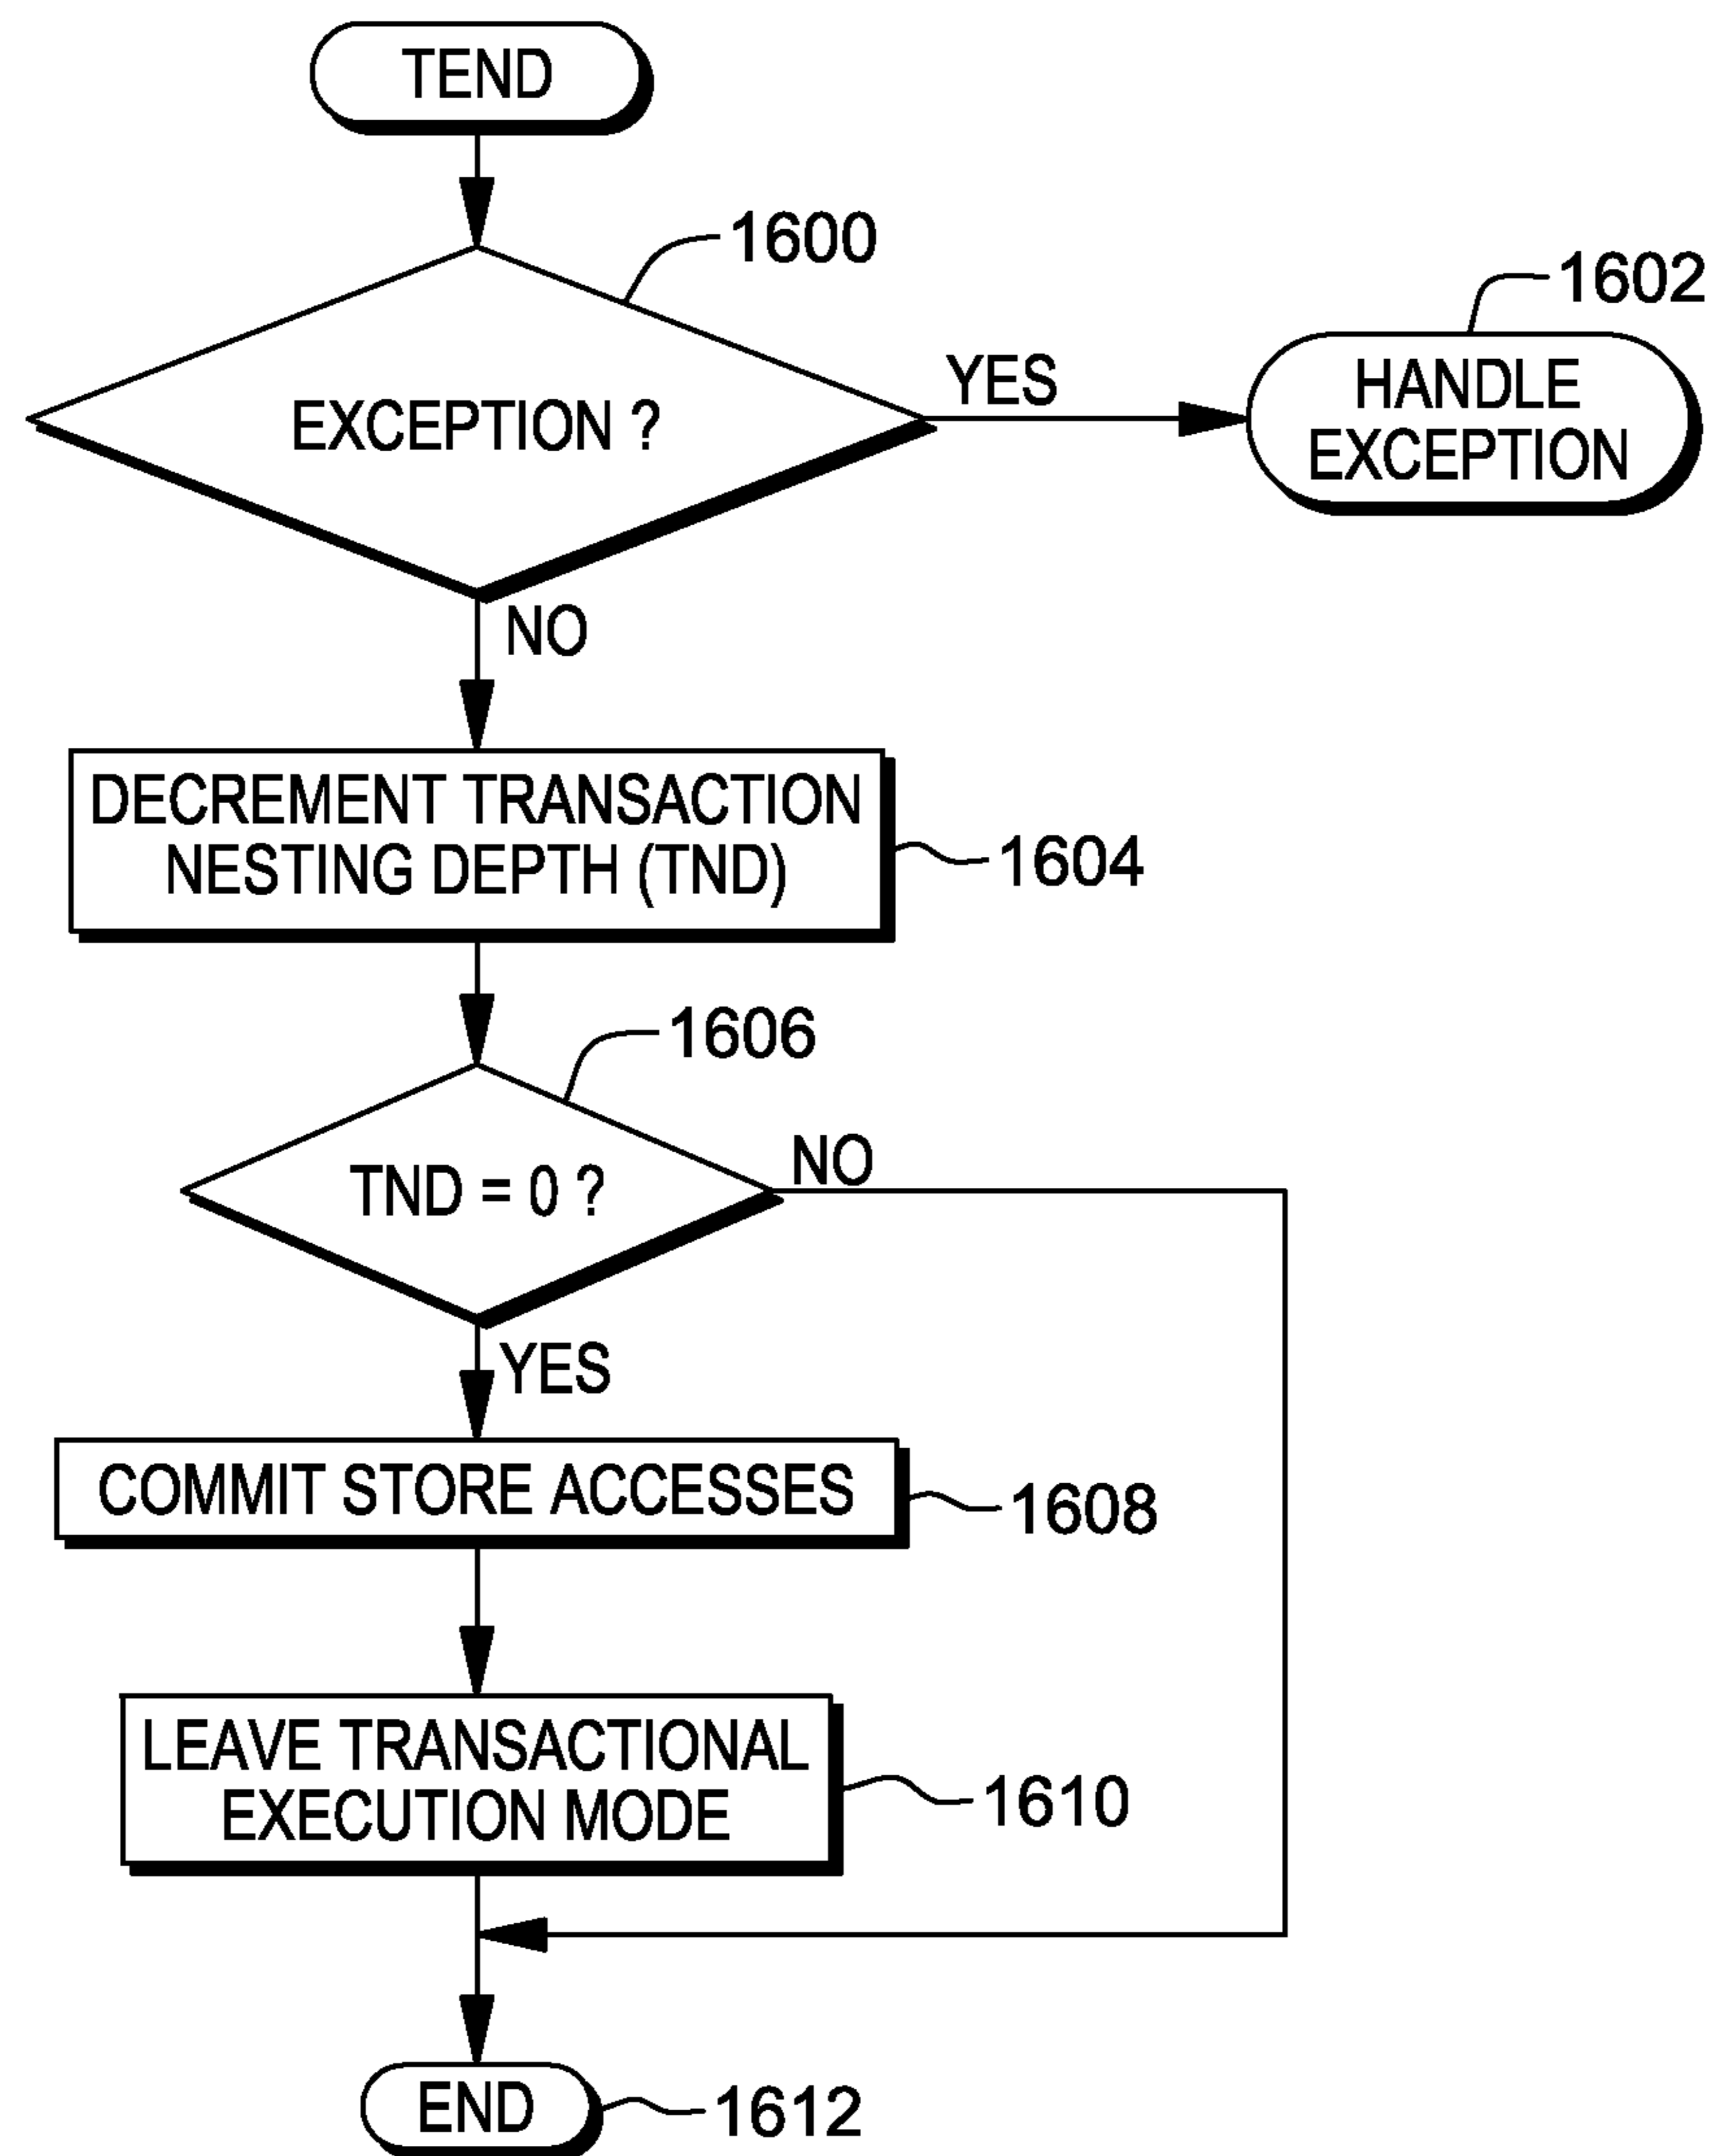 TEND
1600
EXCEPTION ?
YES
1602
HANDLE
EXCEPTION
NO
DECREMENT TRANSACTION
NESTING DEPTH (TND)
1604
1606
TND = 0 ?
NO
YES
COMMIT STORE ACCESSES
1608
LEAVE TRANSACTIONAL
EXECUTION MODE
1610
END
1612